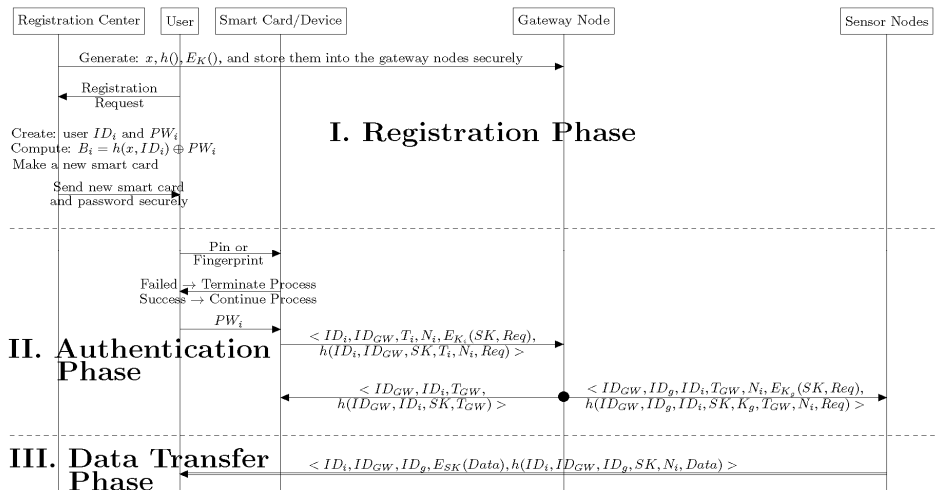 Registration Center User Smart Card/Device Gateway Node Sensor Nodes
Generate: x, h(), E_K(), and store them into the gateway nodes securely
Registration
Request
I. Registration Phase
Create: user ID_i and PW_i
Compute: B_i = h(x, ID_i) ⊕ PW_i
Make a new smart card
Send new smart card
and password securely
Pin or
Fingerprint
Failed → Terminate Process
Success → Continue Process
PW_i
< ID_i, ID_GW, T_i, N_i, E_{K_i}(SK, Req),
h(ID_i, ID_GW, SK, T_i, N_i, Req) >
II. Authentication
Phase
< ID_GW, ID_i, T_GW,
h(ID_GW, ID_i, SK, T_GW) >
< ID_GW, ID_g, ID_i, T_GW, N_i, E_{K_g}(SK, Req),
h(ID_GW, ID_g, ID_i, SK, K_g, T_GW, N_i, Req) >
III. Data Transfer
Phase
< ID_i, ID_GW, ID_g, E_SK(Data), h(ID_i, ID_GW, ID_g, SK, N_i, Data) >